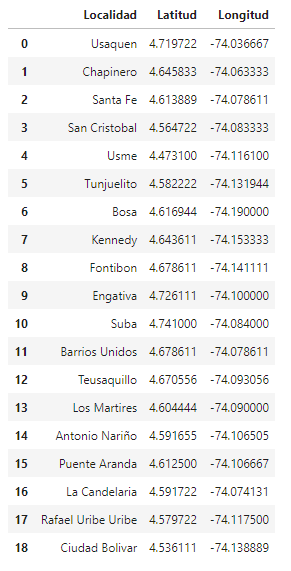 Localidad Latitud Longitud
0 Usaquen 4.719722 -74.036667
1 Chapinero 4.645833 -74.063333
2 Santa Fe 4.613889 -74.078611
3 San Cristobal 4.564722 -74.083333
4 Usme 4.473100 -74.116100
5 Tunjuelito 4.582222 -74.131944
6 Bosa 4.616944 -74.190000
7 Kennedy 4.643611 -74.153333
8 Fontibon 4.678611 -74.141111
9 Engativa 4.726111 -74.100000
10 Suba 4.741000 -74.084000
11 Barrios Unidos 4.678611 -74.078611
12 Teusaquillo 4.670556 -74.093056
13 Los Martires 4.604444 -74.090000
14 Antonio Nariño 4.591655 -74.106505
15 Puente Aranda 4.612500 -74.106667
16 La Candelaria 4.591722 -74.074131
17 Rafael Uribe Uribe 4.579722 -74.117500
18 Ciudad Bolivar 4.536111 -74.138889